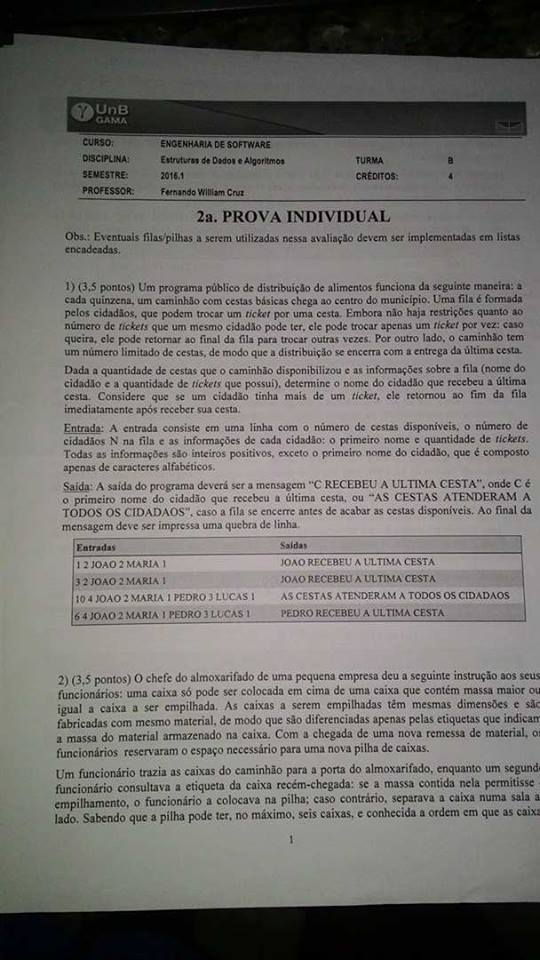 UnB
GAMA
CURSO: ENGENHARIA DE SOFTWARE
DISCIPLINA: Estruturas de Dados e Algoritmos TURMA B
SEMESTRE: 2016.1 CRÉDITOS: 4
PROFESSOR: Fernando William Cruz
2a. PROVA INDIVIDUAL
Obs.: Eventuais filas/pilhas a serem utilizadas nessa avaliação devem ser implementadas em listas
encadeadas.
1) (3,5 pontos) Um programa público de distribuição de alimentos funciona da seguinte maneira: a
cada quinzena, um caminhão com cestas básicas chega ao centro do município. Uma fila é formada
pelos cidadãos, que podem trocar um ticket por uma cesta. Embora não haja restrições quanto ao
número de tickets que um mesmo cidadão pode ter, ele pode trocar apenas um ticket por vez: caso
queira, ele pode retornar ao final da fila para trocar outras vezes. Por outro lado, o caminhão tem
um número limitado de cestas, de modo que a distribuição se encerra com a entrega da última cesta.
Dada a quantidade de cestas que o caminhão disponibilizou e as informações sobre a fila (nome do
cidadão e a quantidade de tickets que possui), determine o nome do cidadão que recebeu a última
cesta. Considere que se um cidadão tinha mais de um ticket, ele retornou ao fim da fila
imediatamente após receber sua cesta.
Entrada: A entrada consiste em uma linha com o número de cestas disponíveis, o número de
cidadãos N na fila e as informações de cada cidadão: o primeiro nome e quantidade de tickets.
Todas as informações são inteiros positivos, exceto o primeiro nome do cidadão, que é composto
apenas de caracteres alfabéticos.
Saída: A saída do programa deverá ser a mensagem “C RECEBEU A ULTIMA CESTA”, onde C é
o primeiro nome do cidadão que recebeu a última cesta, ou “AS CESTAS ATENDERAM A
TODOS OS CIDADAOS”, caso a fila se encerre antes de acabar as cestas disponíveis. Ao final da
mensagem deve ser impressa uma quebra de linha.
Entradas Saídas
1 2 JOAO 2 MARIA 1 JOAO RECEBEU A ULTIMA CESTA
3 2 JOAO 2 MARIA 1 JOAO RECEBEU A ULTIMA CESTA
10 4 JOAO 2 MARIA 1 PEDRO 3 LUCAS 1 AS CESTAS ATENDERAM A TODOS OS CIDADAOS
6 4 JOAO 2 MARIA 1 PEDRO 3 LUCAS 1 PEDRO RECEBEU A ULTIMA CESTA
2) (3,5 pontos) O chefe do almoxarifado de uma pequena empresa deu a seguinte instrução aos seus
funcionários: uma caixa só pode ser colocada em cima de uma caixa que contém massa maior ou
igual a caixa a ser empilhada. As caixas a serem empilhadas têm mesmas dimensões e são
fabricadas com mesmo material, de modo que são diferenciadas apenas pelas etiquetas que indicam
a massa do material armazenado na caixa. Com a chegada de uma nova remessa de material, os
funcionários reservaram o espaço necessário para uma nova pilha de caixas.
Um funcionário trazia as caixas do caminhão para a porta do almoxarifado, enquanto um segundo
funcionário consultava a etiqueta da caixa recém-chegada: se a massa contida nela permitisse
empilhamento, o funcionário a colocava na pilha; caso contrário, separava a caixa numa sala a
lado. Sabendo que a pilha pode ter, no máximo, seis caixas, e conhecida a ordem em que as caixa
1